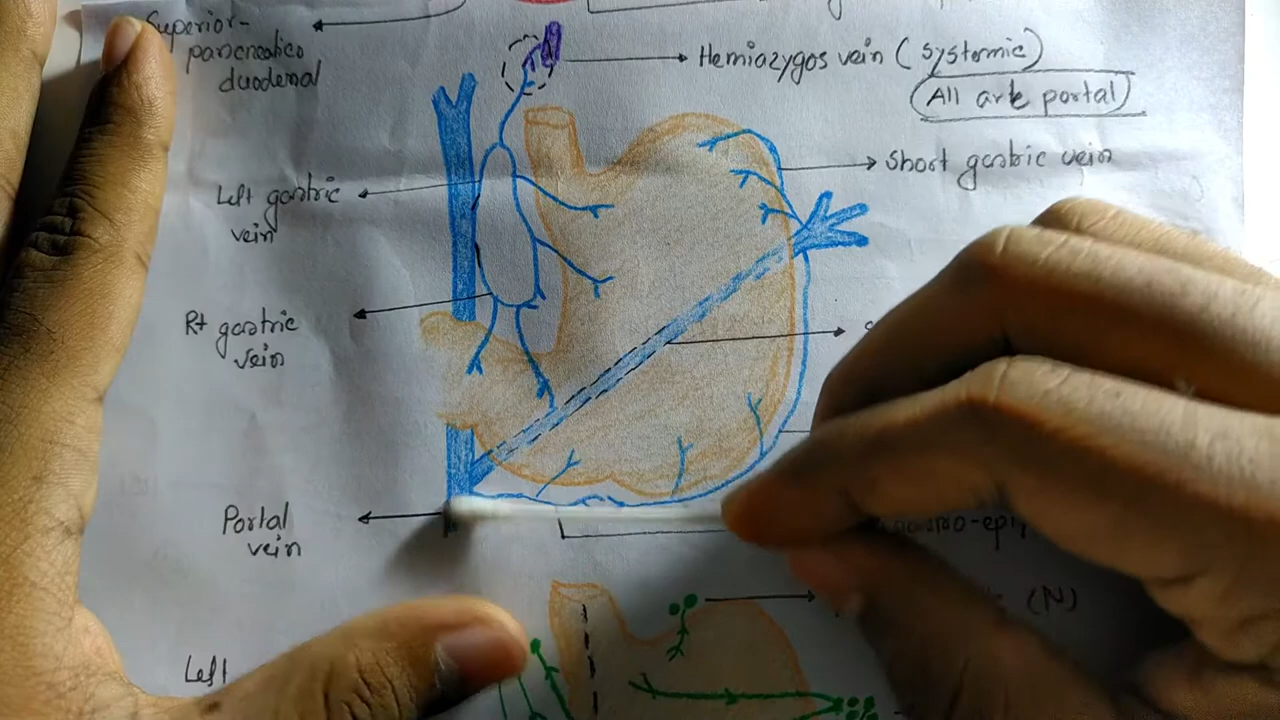 Superior-
pancreatico
duodenal
Hemiazygos vein (systemic)
All are portal
Short gastric vein
Left gastric
vein
Rt gastric
vein
Portal
vein
(N)
Left